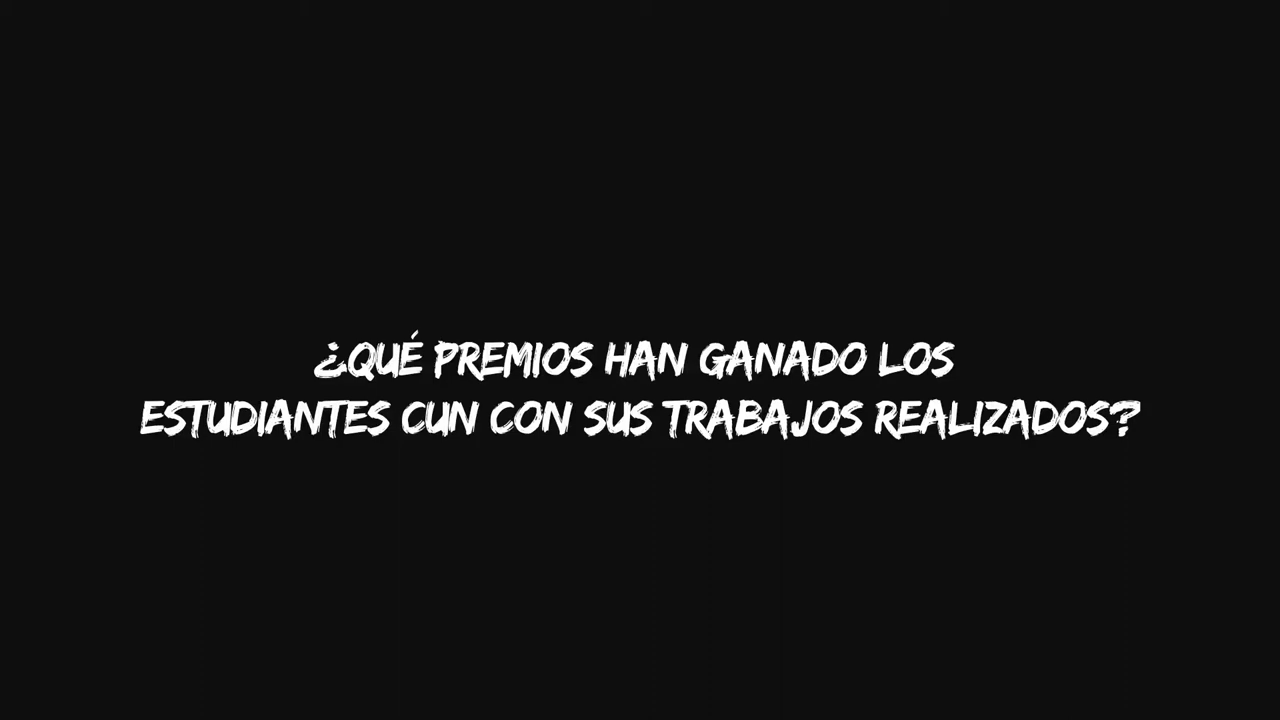 ¿QUÉ PREMIOS HAN GANADO LOS
ESTUDIANTES CUN CON SUS TRABAJOS REALIZADOS?